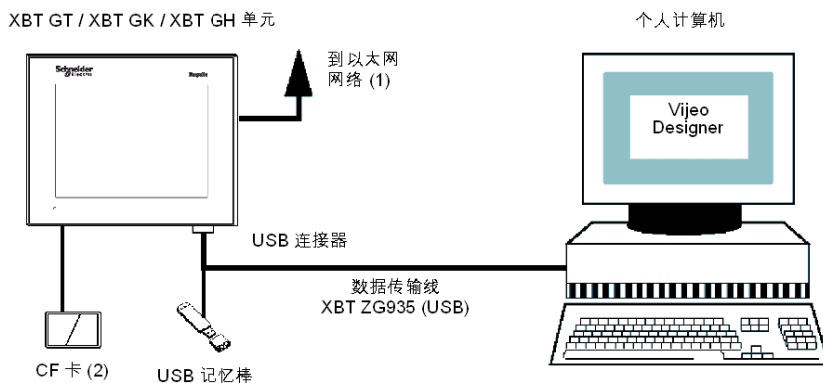 XBT GT / XBT GK / XBT GH 单元
个人计算机
到以太网
网络 (1)
Schneider
Electric
Magelis
Vijeo
Designer
USB 连接器
数据传输线
XBT ZG935 (USB)
CF 卡 (2)
USB 记忆棒